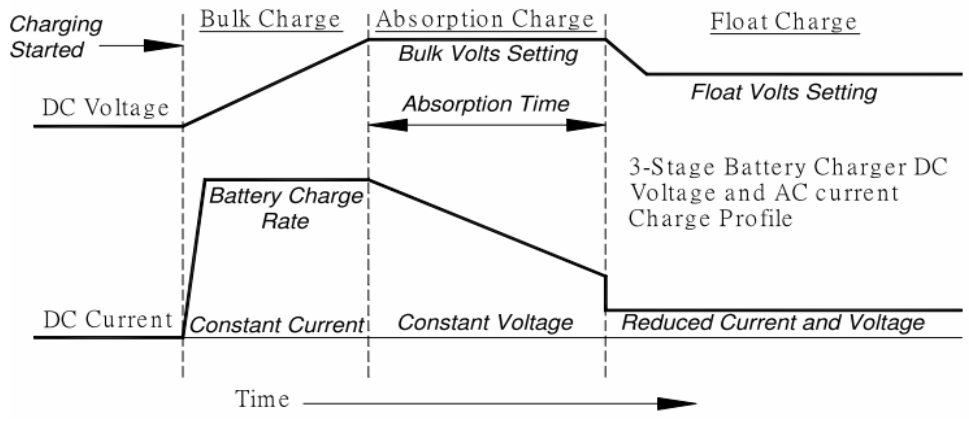 Charging
Started
Bulk Charge
Absorption Charge
Float Charge
Bulk Volts Setting
DC Voltage
Absorption Time
Float Volts Setting
3-Stage Battery Charger DC
Voltage and AC current
Charge Profile
Battery Charge
Rate
DC Current
Constant Current
Constant Voltage
Reduced Current and Voltage
Time